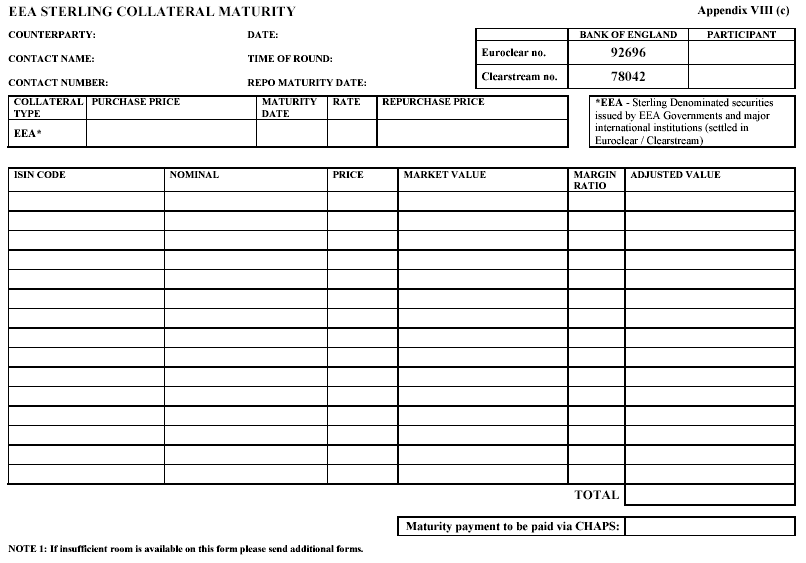 EEA STERLING COLLATERAL MATURITY
Appendix VIII (c)
COUNTERPARTY: DATE:
CONTACT NAME: TIME OF ROUND:
CONTACT NUMBER: REPO MATURITY DATE:
BANK OF ENGLAND PARTICIPANT
Euroclear no. 92696
Clearstream no. 78042
COLLATERAL TYPE PURCHASE PRICE MATURITY DATE RATE REPURCHASE PRICE
EEA*
*EEA - Sterling Denominated securities
issued by EEA Governments and major
international institutions (settled in
Euroclear / Clearstream)
ISIN CODE NOMINAL PRICE MARKET VALUE MARGIN RATIO ADJUSTED VALUE
TOTAL
Maturity payment to be paid via CHAPS:
NOTE 1: If insufficient room is available on this form please send additional forms.